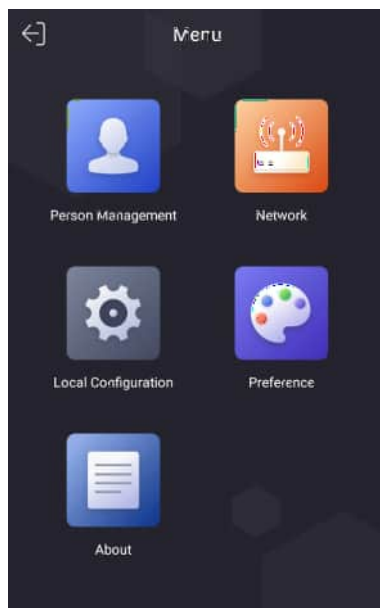 Menu
Person Management
Network
Local Configuration
Preference
About